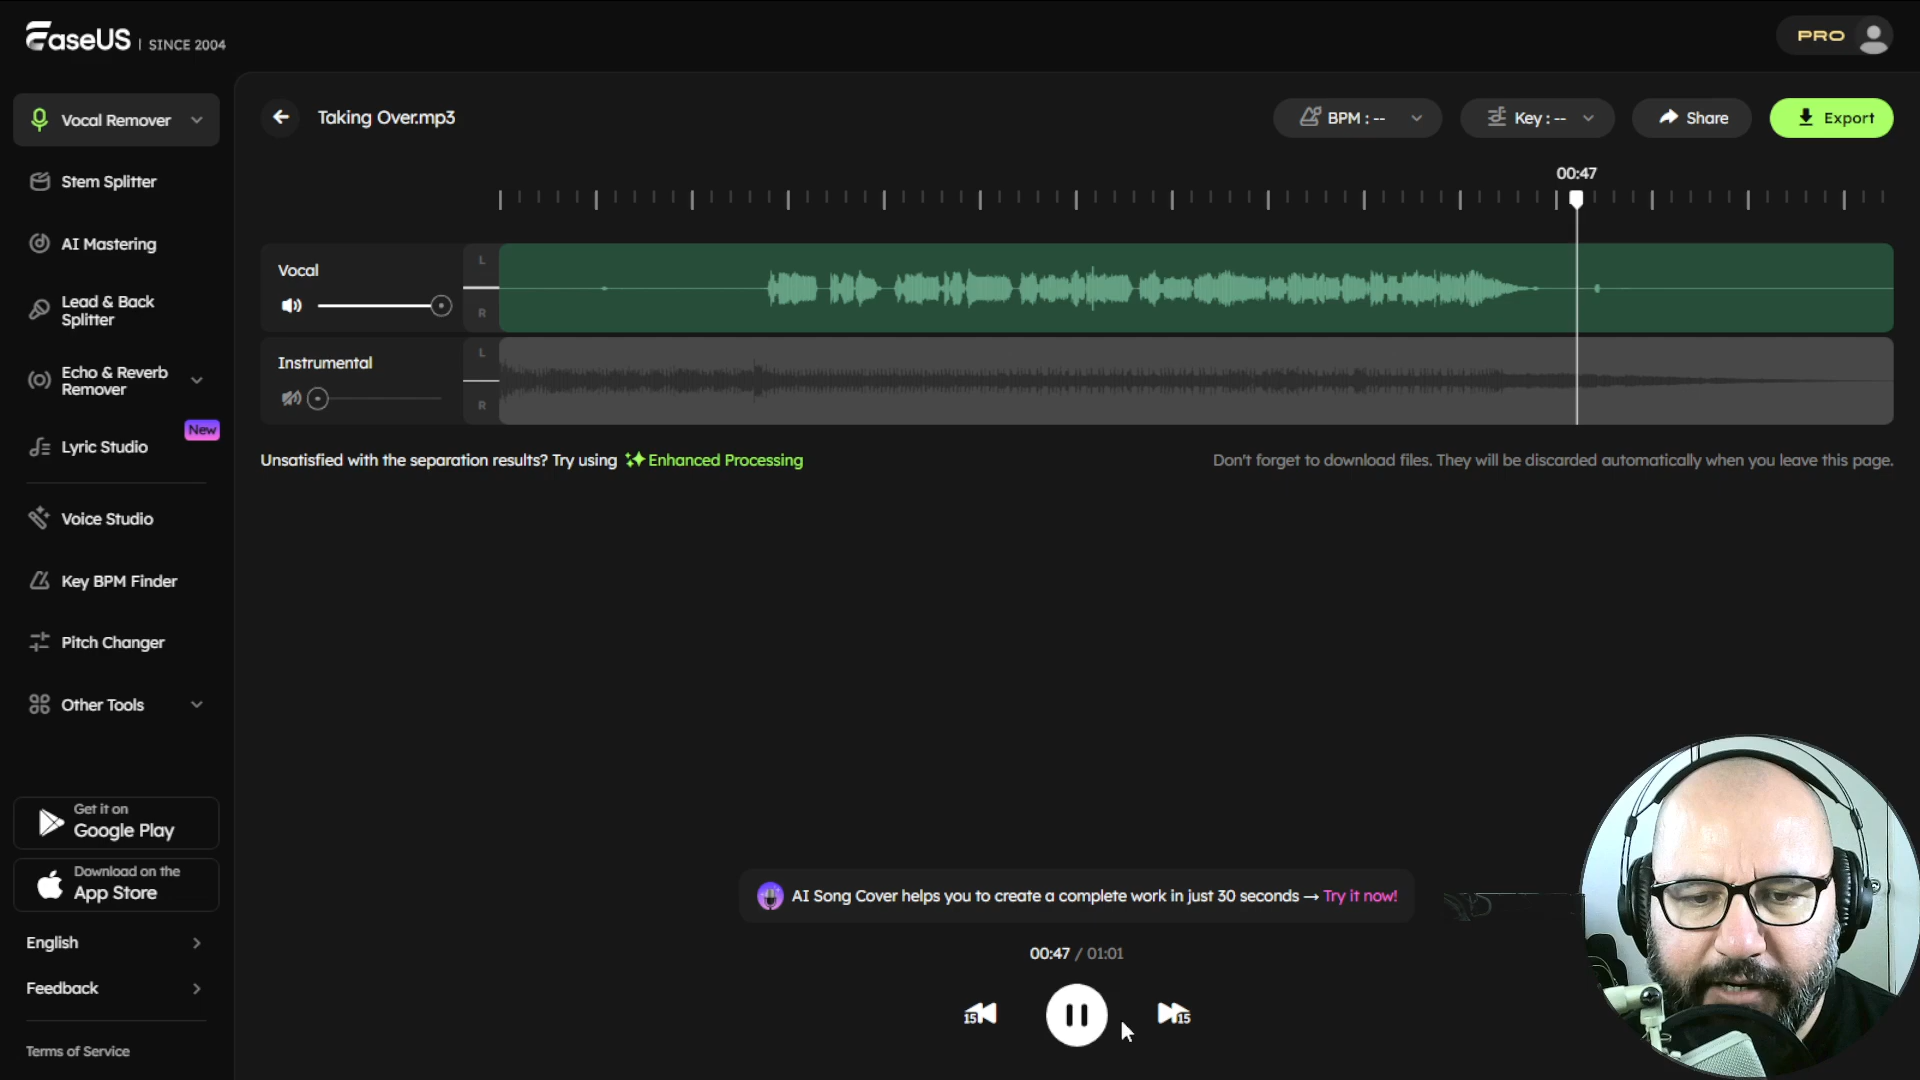 EaseUS | SINCE 2004
PRO
Vocal Remover
Taking Over.mp3
BPM : --
Key : --
Share
Export
Stem Splitter
00:47
AI Mastering
Vocal
L
R
Lead & Back
Splitter
Instrumental
L
R
Echo & Reverb
Remover
New
Lyric Studio
Unsatisfied with the separation results? Try using Enhanced Processing
Don't forget to download files. They will be discarded automatically when you leave this page.
Voice Studio
Key BPM Finder
Pitch Changer
Other Tools
Get it on
Google Play
Download on the
App Store
AI Song Cover helps you to create a complete work in just 30 seconds → Try it now!
English
00:47 / 01:01
Feedback
15
15
Terms of Service